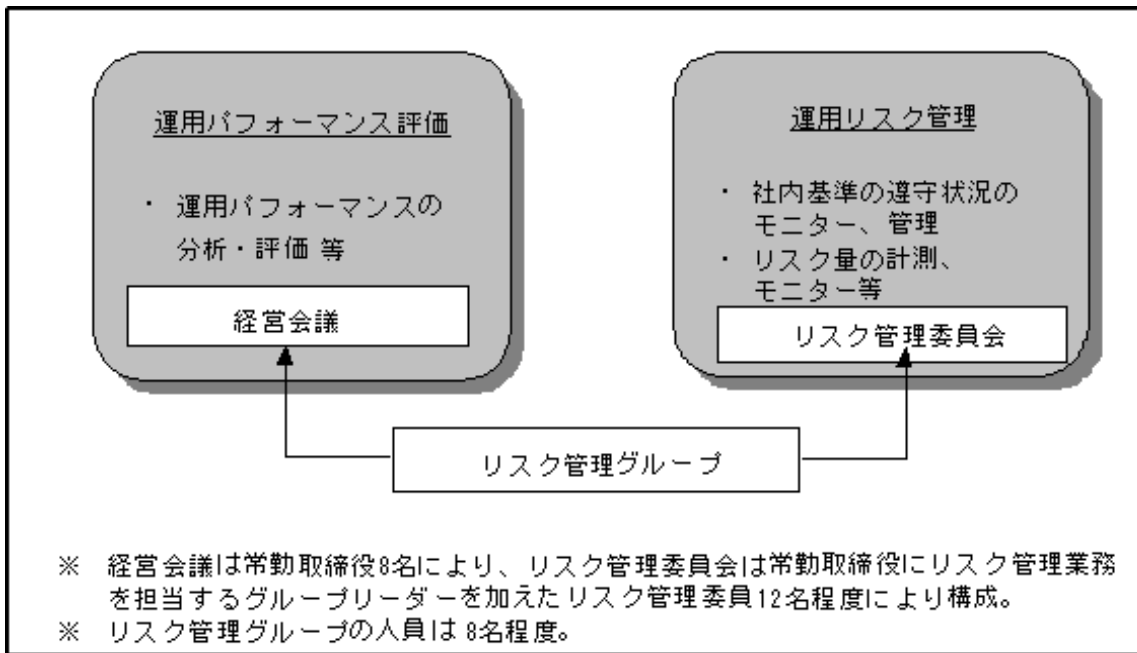 運用パフォーマンス評価
・ 運用パフォーマンスの
分析・評価 等
経営会議
運用リスク管理
・ 社内基準の遵守状況の
モニター、管理
・ リスク量の計測、
モニター等
リスク管理委員会
リスク管理グループ
※ 経営会議は常勤取締役8名により、リスク管理委員会は常勤取締役にリスク管理業務
を担当するグループリーダーを加えたリスク管理委員12名程度により構成。
※ リスク管理グループの人員は 8名程度。